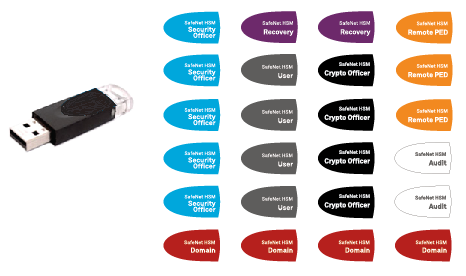 SafeNet HSM
Security
Officer
SafeNet HSM
Recovery
SafeNet HSM
Recovery
SafeNet HSM
Remote PED
SafeNet HSM
Security
Officer
SafeNet HSM
User
SafeNet HSM
Crypto Officer
SafeNet HSM
Remote PED
SafeNet HSM
Security
Officer
SafeNet HSM
User
SafeNet HSM
Crypto Officer
SafeNet HSM
Remote PED
SafeNet HSM
Security
Officer
SafeNet HSM
User
SafeNet HSM
Crypto Officer
SafeNet HSM
Audit
SafeNet HSM
Security
Officer
SafeNet HSM
User
SafeNet HSM
Crypto Officer
SafeNet HSM
Audit
SafeNet HSM
Domain
SafeNet HSM
Domain
SafeNet HSM
Domain
SafeNet HSM
Domain